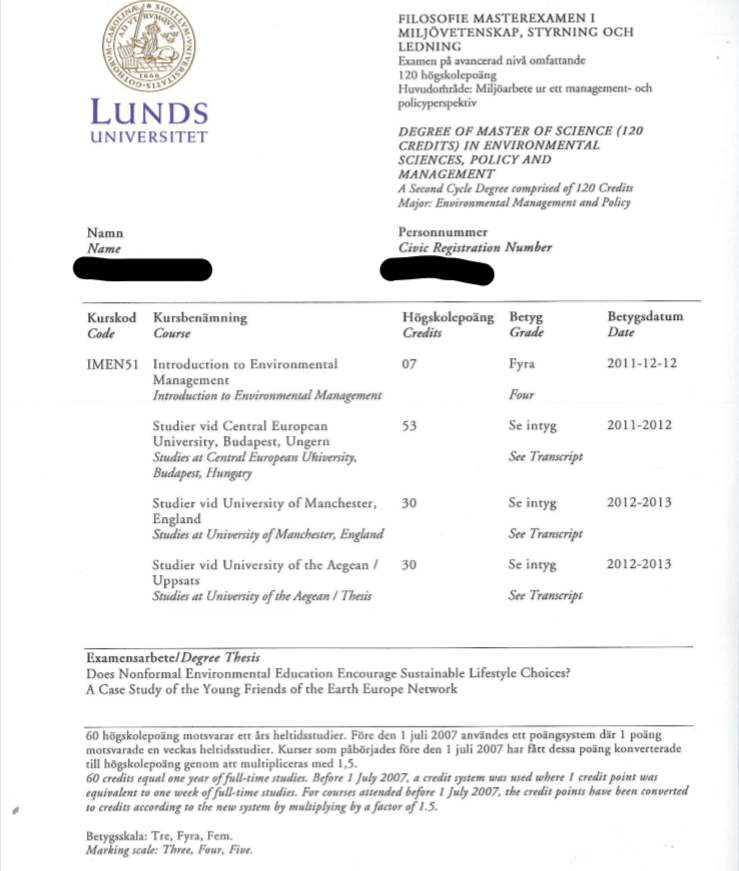 SIGILLVM VNIVERSITATIS GOTHORVM CAROLINÆ
AD VTRVMQVE
1666
LUNDS
UNIVERSITET
FILOSOFIE MASTEREXAMEN I
MILJÖVETENSKAP, STYRNING OCH
LEDNING
Examen på avancerad nivå omfattande
120 högskolepoäng
Huvudområde: Miljöarbete ur ett management- och
policyperspektiv
DEGREE OF MASTER OF SCIENCE (120
CREDITS) IN ENVIRONMENTAL
SCIENCES, POLICY AND
MANAGEMENT
A Second Cycle Degree comprised of 120 Credits
Major: Environmental Management and Policy
Namn
Name
Personnummer
Civic Registration Number
Kurskod Kursbenämning Högskolepoäng Betyg Betygsdatum
Code Course Credits Grade Date
IMEN51 Introduction to Environmental 07 Fyra 2011-12-12
Management
Introduction to Environmental Management Four
Studier vid Central European 53 Se intyg 2011-2012
University, Budapest, Ungern
Studies at Central European University, See Transcript
Budapest, Hungary
Studier vid University of Manchester, 30 Se intyg 2012-2013
England
Studies at University of Manchester, England See Transcript
Studier vid University of the Aegean / 30 Se intyg 2012-2013
Uppsats
Studies at University of the Aegean / Thesis See Transcript
Examensarbete/Degree Thesis
Does Nonformal Environmental Education Encourage Sustainable Lifestyle Choices?
A Case Study of the Young Friends of the Earth Europe Network
60 högskolepoäng motsvarar ett års heltidsstudier. Före den 1 juli 2007 användes ett poängsystem där 1 poäng
motsvarade en veckas heltidsstudier. Kurser som påbörjades före den 1 juli 2007 har fått dessa poäng konverterade
till högskolepoäng genom att multipliceras med 1,5.
60 credits equal one year of full-time studies. Before 1 July 2007, a credit system was used where 1 credit point was
equivalent to one week of full-time studies. For courses attended before 1 July 2007, the credit points have been converted
to credits according to the new system by multiplying by a factor of 1.5.
Betygsskala: Tre, Fyra, Fem.
Marking scale: Three, Four, Five.